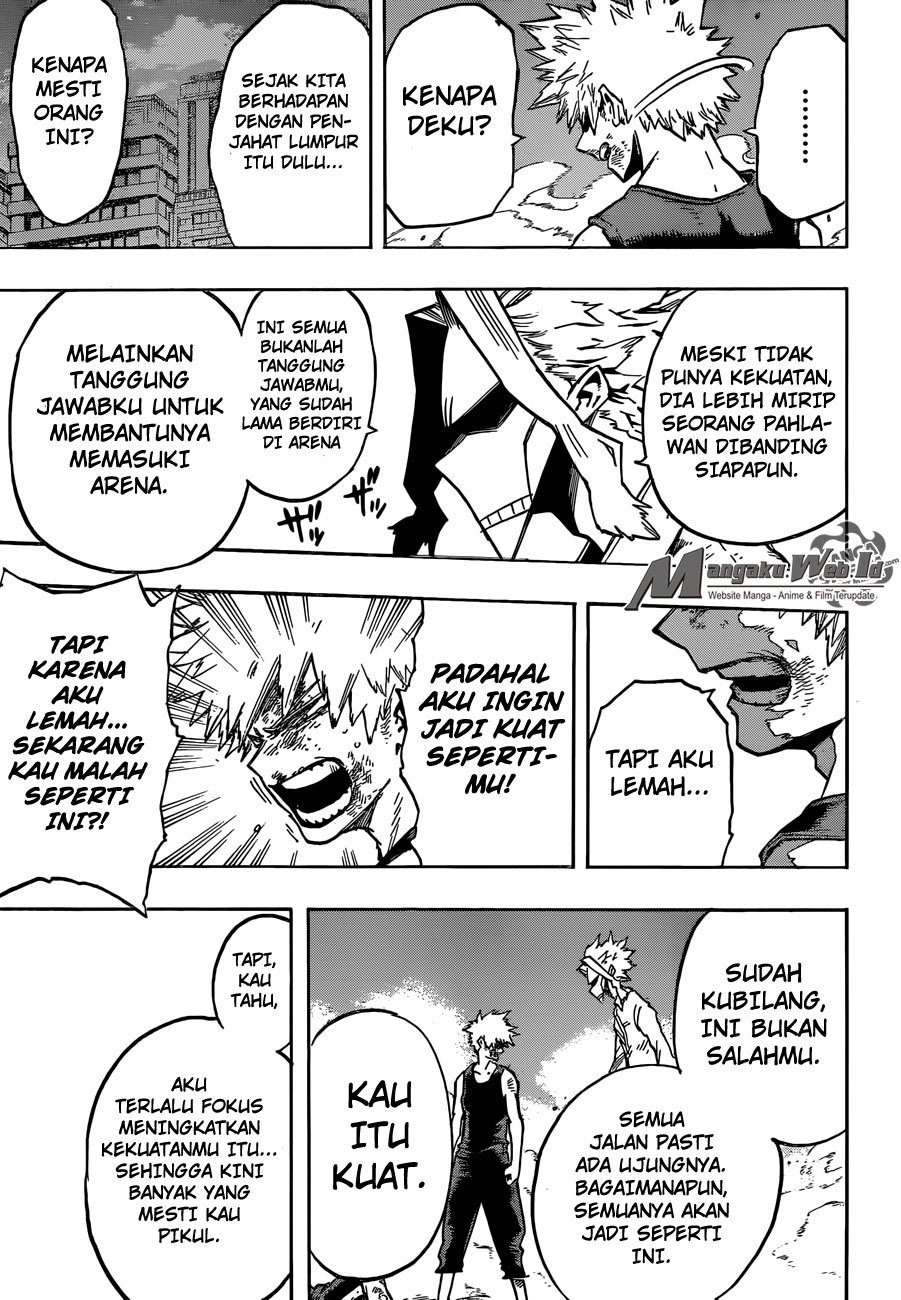 .........
KENAPA
DEKU?
SEJAK KITA
BERHADAPAN
DENGAN PEN-
JAHAT LUMPUR
ITU DULU...
KENAPA
MESTI
ORANG
INI?
MESKI TIDAK
PUNYA KEKUATAN,
DIA LEBIH MIRIP
SEORANG PAHLA-
WAN DIBANDING
SIAPAPUN.
INI SEMUA
BUKANLAH
TANGGUNG
JAWABMU,
YANG SUDAH
LAMA BERDIRI
DI ARENA
MELAINKAN
TANGGUNG
JAWABKU UNTUK
MEMBANTUNYA
MEMASUKI
ARENA.
ザッ
ザッ
Mangaku.Web.Id
.com
Website Manga - Anime & Film Terupdate
TAPI AKU
LEMAH...
PADAHAL
AKU INGIN
JADI KUAT
SEPERTI-
MU!
TAPI
KARENA
AKU
LEMAH...
SEKARANG
KAU MALAH
SEPERTI
INI?!
SUDAH
KUBILANG,
INI BUKAN
SALAHMU.
SEMUA
JALAN PASTI
ADA UJUNGNYA.
BAGAIMANAPUN,
SEMUANYA AKAN
JADI SEPERTI
INI.
KAU
ITU
KUAT.
TAPI,
KAU
TAHU,
AKU
TERLALU FOKUS
MENINGKATKAN
KEKUATANMU ITU...
SEHINGGA KINI
BANYAK YANG
MESTI KAU
PIKUL.